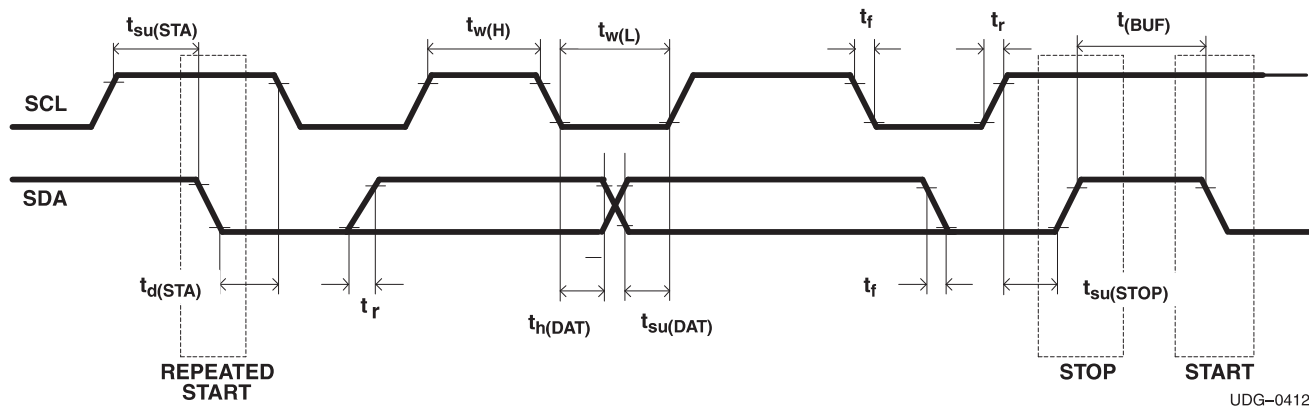 tsu(STA)
tw(H)
tw(L)
tf
tr
t(BUF)
SCL
SDA
td(STA)
tr
th(DAT)
tsu(DAT)
tf
tsu(STOP)
REPEATED
START
STOP
START
UDG–0412